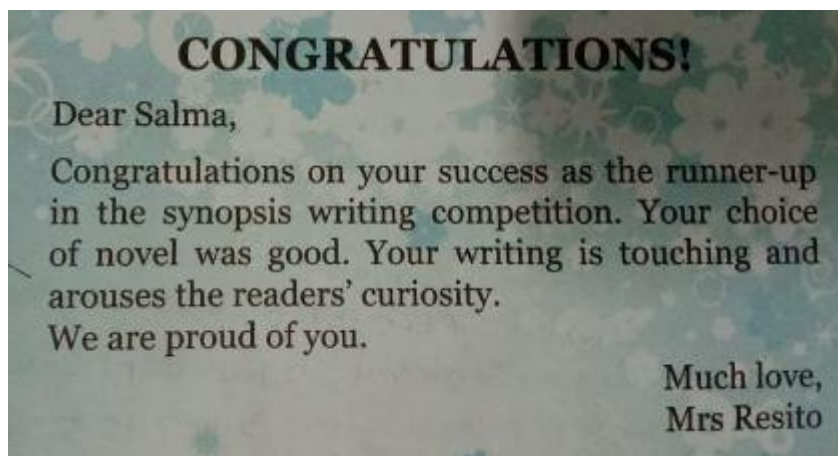 CONGRATULATIONS!
Dear Salma,
Congratulations on your success as the runner-up
in the synopsis writing competition. Your choice
of novel was good. Your writing is touching and
arouses the readers’ curiosity.
We are proud of you.
Much love,
Mrs Resito